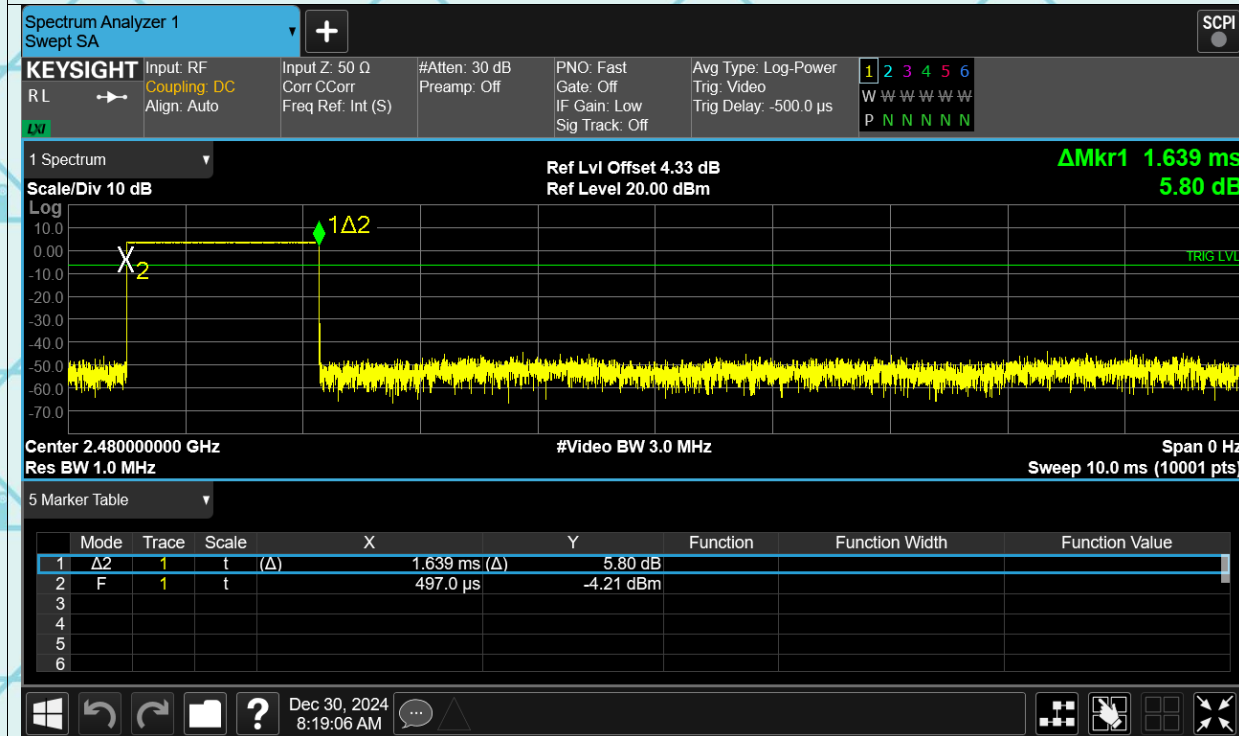 Spectrum Analyzer 1
Swept SA
+
SCPI
KEYSIGHT
RL
LXI
Input: RF
Coupling: DC
Align: Auto
Input Z: 50 Ω
Corr CCorr
Freq Ref: Int (S)
#Atten: 30 dB
Preamp: Off
PNO: Fast
Gate: Off
IF Gain: Low
Sig Track: Off
Avg Type: Log-Power
Trig: Video
Trig Delay: -500.0 µs
1 2 3 4 5 6
W W W W W W
P N N N N N
1 Spectrum
Scale/Div 10 dB
Ref Lvl Offset 4.33 dB
Ref Level 20.00 dBm
ΔMkr1 1.639 ms
5.80 dB
Log
10.0
0.00
-10.0
-20.0
-30.0
-40.0
-50.0
-60.0
-70.0
1Δ2
X2
TRIG LVL
Center 2.480000000 GHz
#Video BW 3.0 MHz
Span 0 Hz
Res BW 1.0 MHz
Sweep 10.0 ms (10001 pts)
5 Marker Table
Mode Trace Scale X Y Function Function Width Function Value
1 Δ2 1 t (Δ) 1.639 ms (Δ) 5.80 dB
2 F 1 t 497.0 µs -4.21 dBm
3
4
5
6
?
Dec 30, 2024
8:19:06 AM